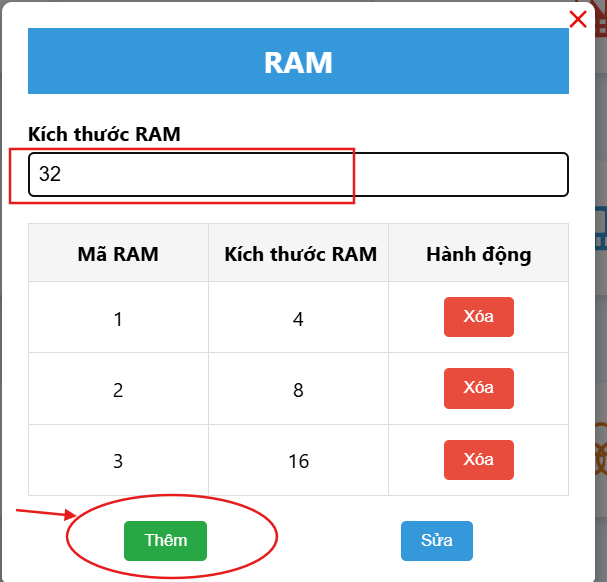 RAM
Kích thước RAM
32
Mã RAM Kích thước RAM Hành động
1 4 Xóa
2 8 Xóa
3 16 Xóa
Thêm Sửa